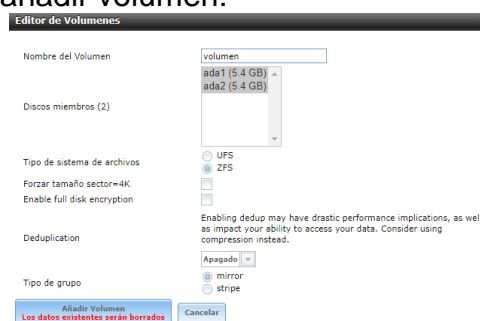 añadir volumen.
Editor de Volumenes
Nombre del Volumen
volumen
Discos miembros (2)
ada1 (5.4 GB)
ada2 (5.4 GB)
Tipo de sistema de archivos
UFS
ZFS
Forzar tamaño sector=4K
Enable full disk encryption
Deduplication
Enabling dedup may have drastic performance implications, as well
as impact your ability to access your data. Consider using
compression instead.
Apagado
Tipo de grupo
mirror
stripe
Añadir Volumen
Los datos existentes serán borrados
Cancelar